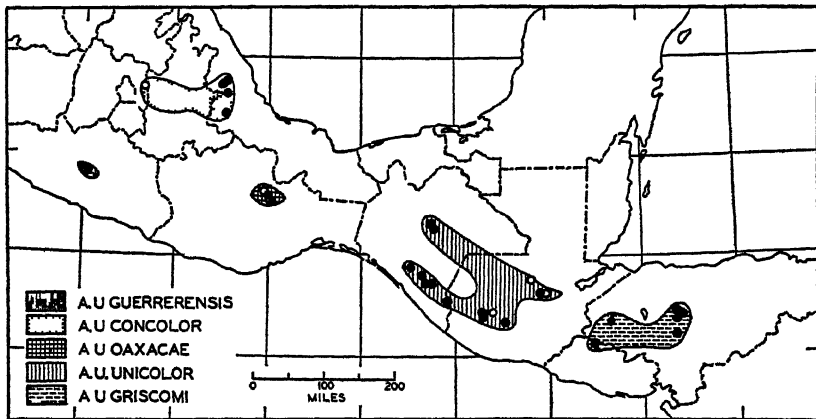 A.U GUERRERENSIS
A.U CONCOLOR
A U OAXACAE
A.U. UNICOLOR
A U GRISCOMI
0 100 200
MILES